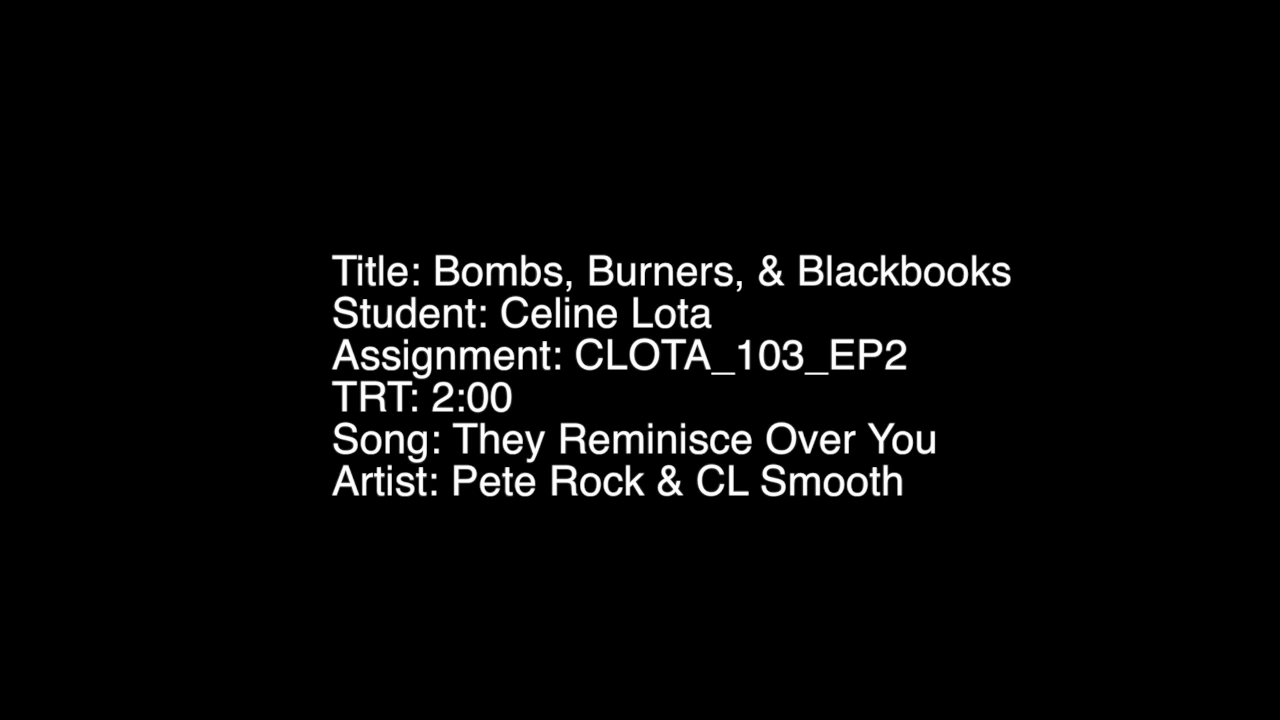 Title: Bombs, Burners, & Blackbooks
Student: Celine Lota
Assignment: CLOTA_103_EP2
TRT: 2:00
Song: They Reminisce Over You
Artist: Pete Rock & CL Smooth